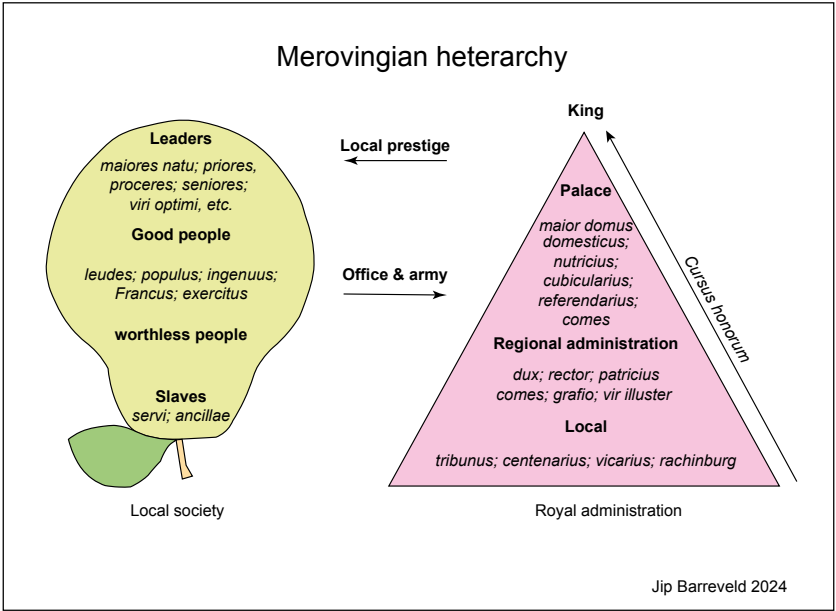 Merovingian heterarchy
Leaders
maiores natu; priores,
proceres; seniores;
viri optimi, etc.
Good people
leudes; populus; ingenuus;
Francus; exercitus
worthless people
Slaves
servi; ancillae
Local society
Local prestige
Office & army
King
Palace
maior domus
domesticus;
nutricius;
cubicularius;
referendarius;
comes
Regional administration
dux; rector; patricius
comes; grafio; vir illuster
Local
tribunus; centenarius; vicarius; rachinburg
Cursus honorum
Royal administration
Jip Barreveld 2024